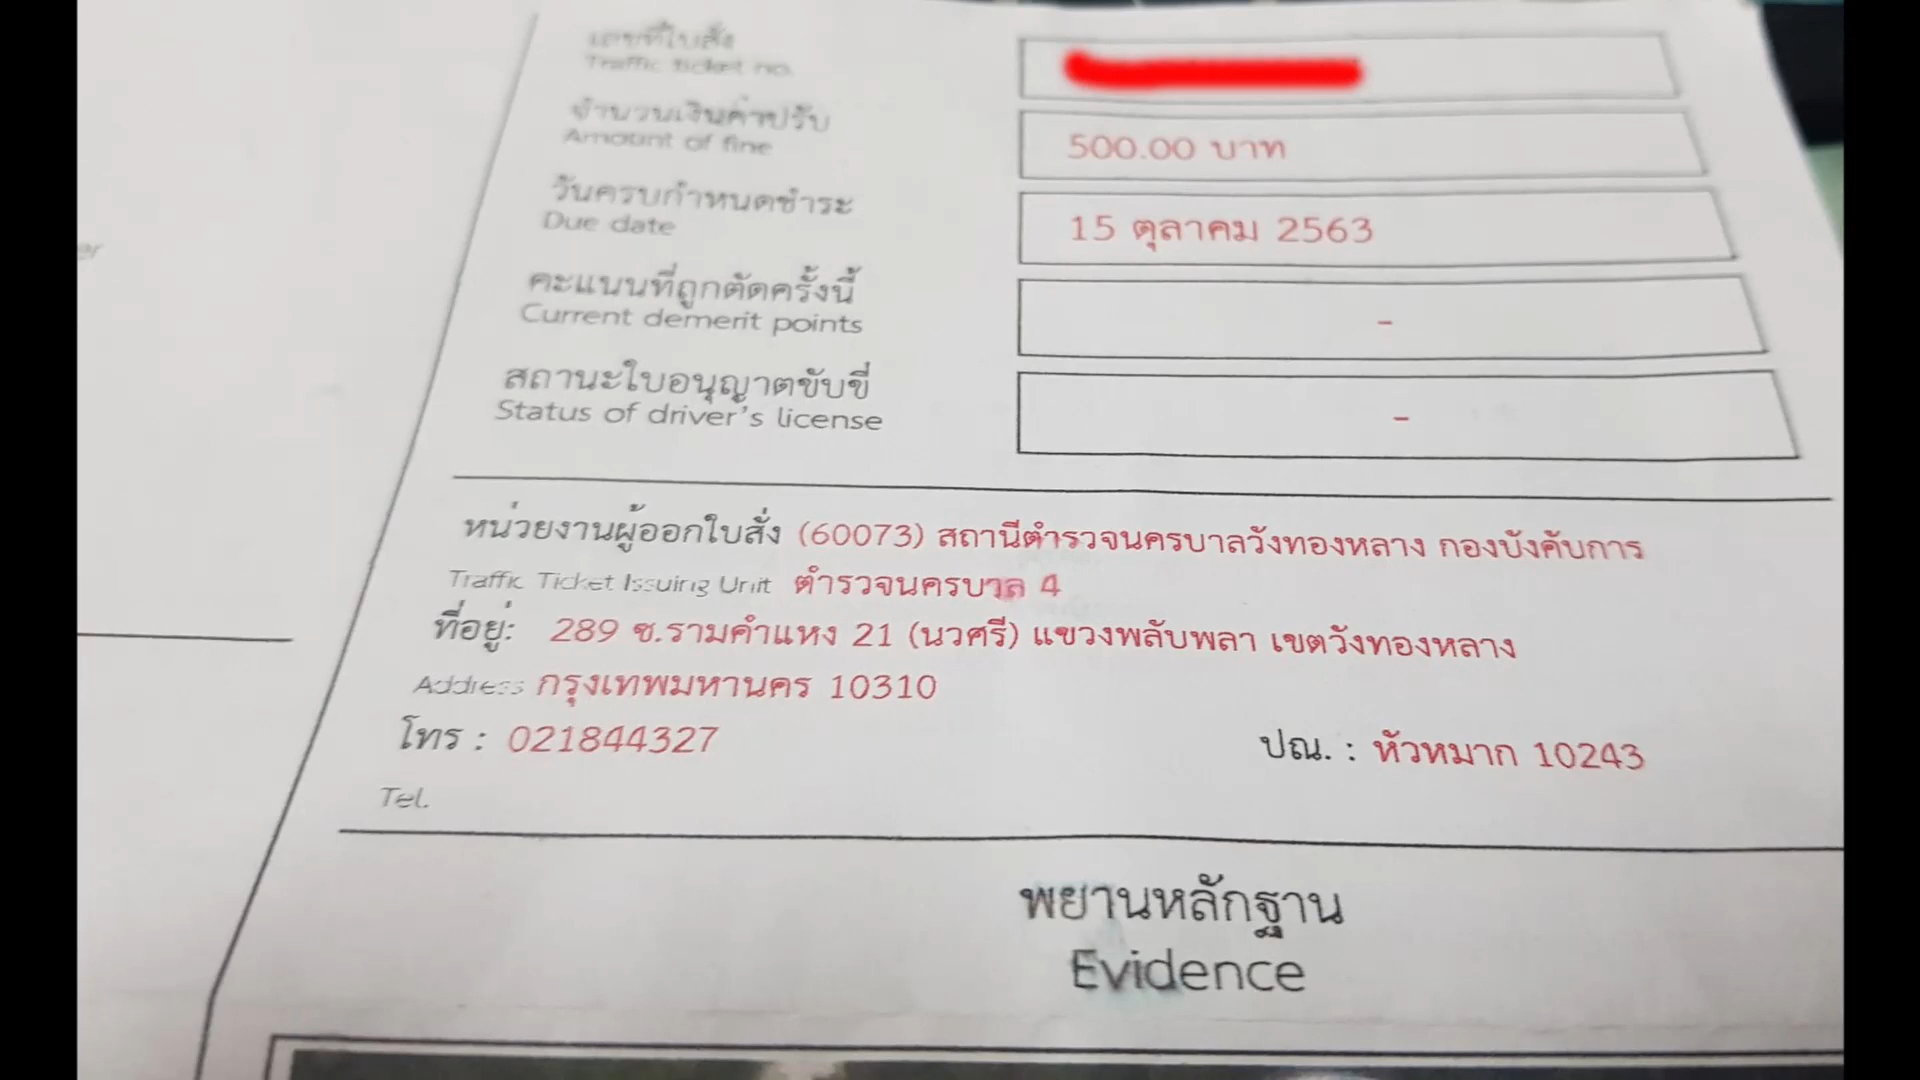 เลขที่ใบสั่ง
Traffic ticket no.
จำนวนเงินค่าปรับ 500.00 บาท
Amount of fine
วันครบกำหนดชำระ 15 ตุลาคม 2563
Due date
คะแนนที่ถูกตัดครั้งนี้ -
Current demerit points
สถานะใบอนุญาตขับขี่ -
Status of driver's license
หน่วยงานผู้ออกใบสั่ง (60073) สถานีตำรวจนครบาลวังทองหลาง กองบังคับการ
Traffic Ticket Issuing Unit ตำรวจนครบาล 4
ที่อยู่: 289 ซ.รามคำแหง 21 (นวศรี) แขวงพลับพลา เขตวังทองหลาง
Address กรุงเทพมหานคร 10310
โทร : 021844327 ปณ. : หัวหมาก 10243
Tel.
พยานหลักฐาน
Evidence